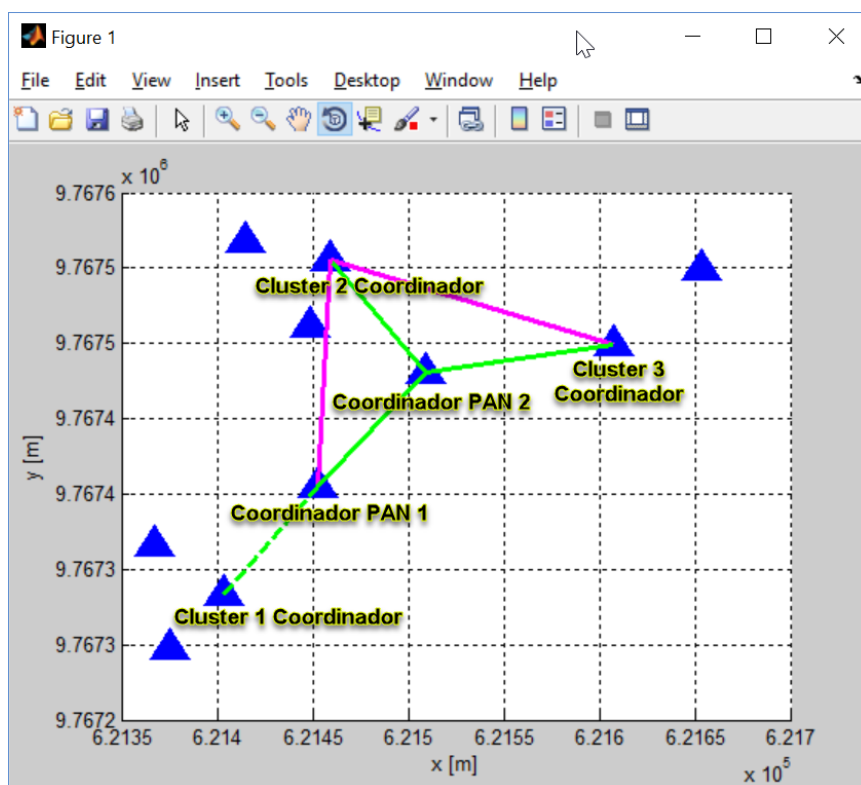 Figure 1
File Edit View Insert Tools Desktop Window Help
x 10^6
9.7676
9.7675
9.7675
9.7674
9.7674
9.7673
9.7673
9.7672
y [m]
Cluster 2 Coordinador
Cluster 3
Coordinador
Coordinador PAN 2
Coordinador PAN 1
Cluster 1 Coordinador
6.2135 6.214 6.2145 6.215 6.2155 6.216 6.2165 6.217
x [m]
x 10^5